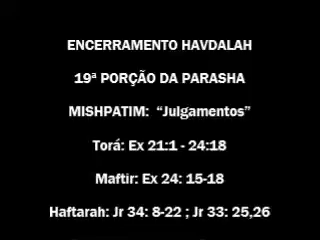 ENCERRAMENTO HAVDALAH
19ª PORÇÃO DA PARASHA
MISHPATIM: “Julgamentos”
Torá: Ex 21:1 - 24:18
Maftir: Ex 24: 15-18
Haftarah: Jr 34: 8-22 ; Jr 33: 25,26